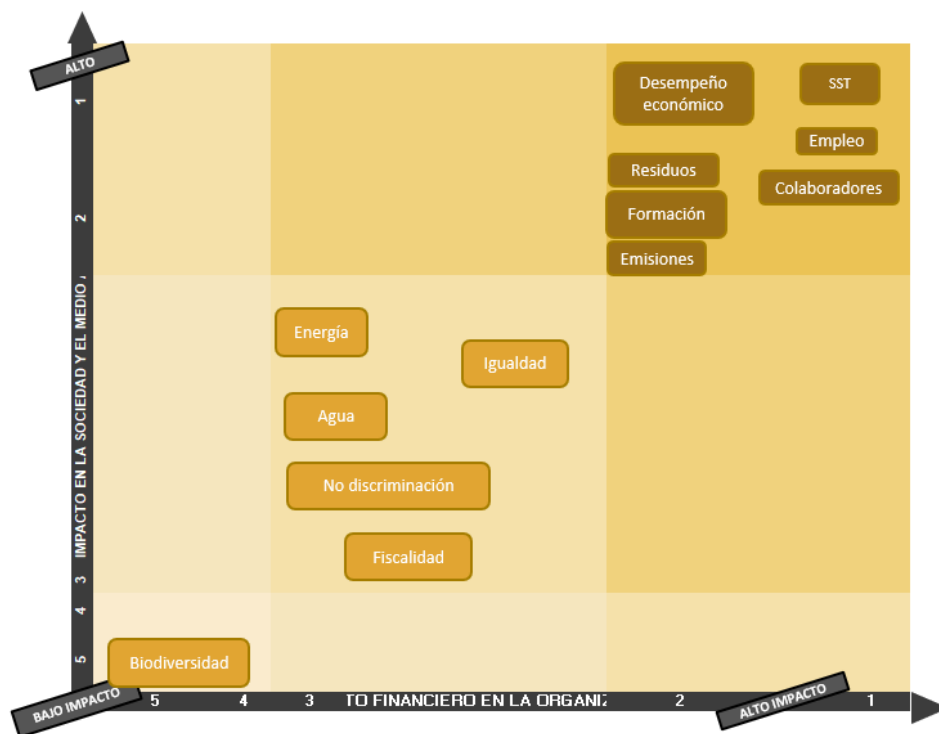 ALTO
1
Desempeño
económico
SST
Empleo
Residuos
Colaboradores
2
Formación
Emisiones
IMPACTO EN LA SOCIEDAD Y EL MEDIO
Energía
Igualdad
Agua
No discriminación
Fiscalidad
3
4
5
Biodiversidad
BAJO IMPACTO
5 4 3 TO FINANCIERO EN LA ORGANI 2 ALTO IMPACTO 1